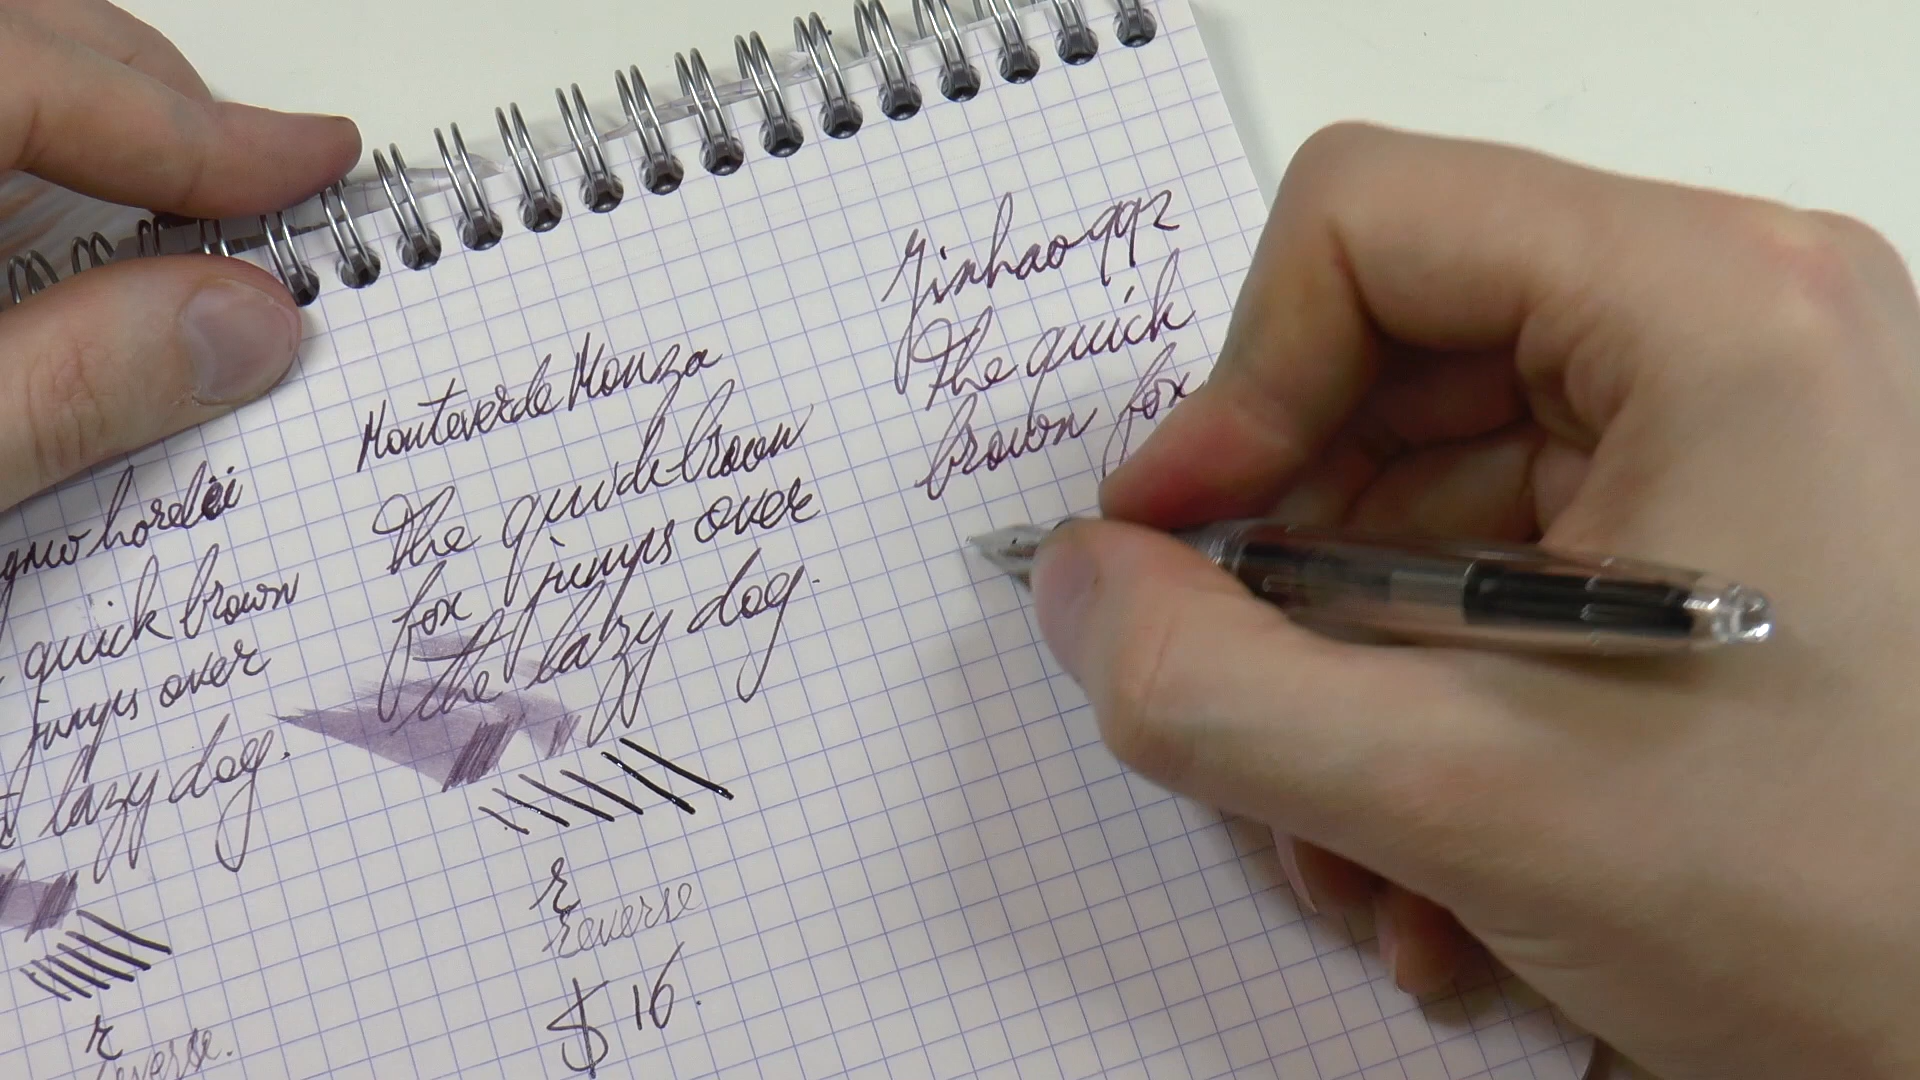 quick brown
jumps over
lazy dog.
r
Monteverde Monza
The quick brown
fox jumps over
the lazy dog.
r
reverse
$ 16.
Jinhao 992
The quick
brown fox